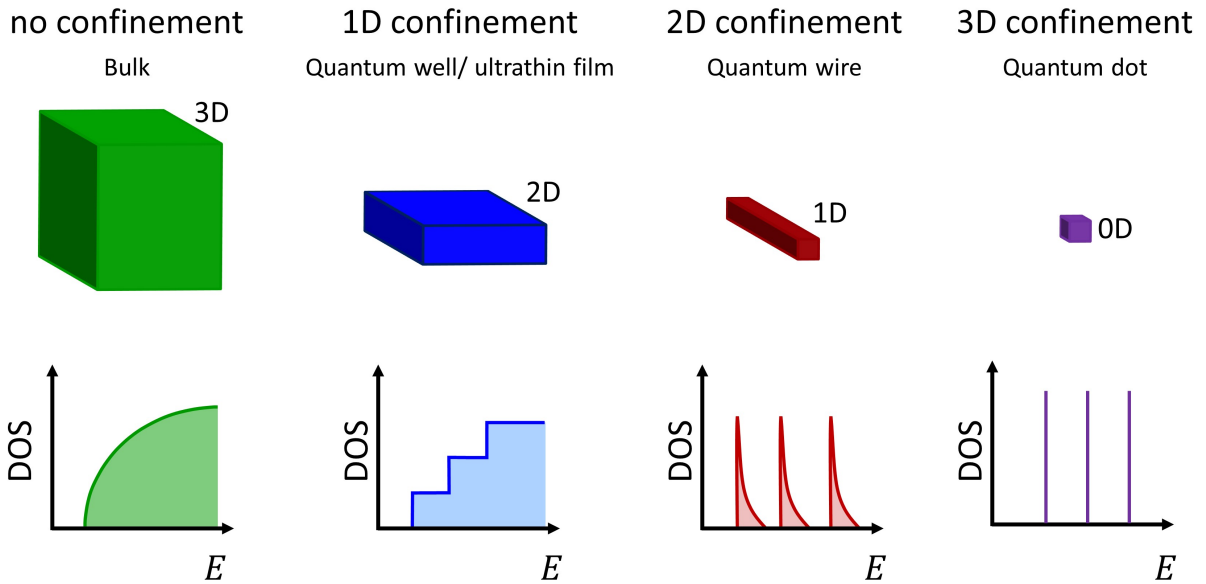 no confinement
Bulk
3D
DOS
E
1D confinement
Quantum well/ ultrathin film
2D
DOS
E
2D confinement
Quantum wire
1D
DOS
E
3D confinement
Quantum dot
0D
DOS
E